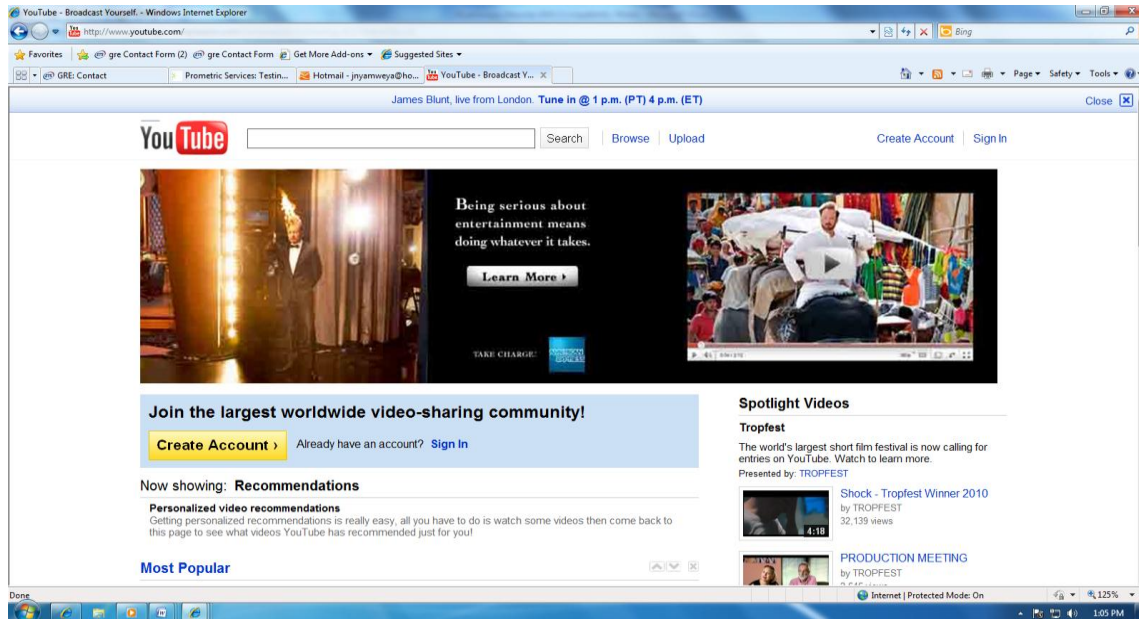 YouTube - Broadcast Yourself. - Windows Internet Explorer
http://www.youtube.com/
Bing
Favorites
gre Contact Form (2)
gre Contact Form
Get More Add-ons
Suggested Sites
GRE: Contact
Prometric Services: Testin...
Hotmail - jnyamweya@ho...
YouTube - Broadcast Y...
Page
Safety
Tools
James Blunt, live from London. Tune in @ 1 p.m. (PT) 4 p.m. (ET)
Close
YouTube
Search
Browse
Upload
Create Account
Sign In
Being serious about
entertainment means
doing whatever it takes.
Learn More
TAKE CHARGE
AMERICAN EXPRESS
Join the largest worldwide video-sharing community!
Create Account ›
Already have an account? Sign In
Now showing: Recommendations
Personalized video recommendations
Getting personalized recommendations is really easy, all you have to do is watch some videos then come back to
this page to see what videos YouTube has recommended just for you!
Most Popular
Spotlight Videos
Tropfest
The world's largest short film festival is now calling for
entries on YouTube. Watch to learn more.
Presented by: TROPFEST
4:18
Shock - Tropfest Winner 2010
by TROPFEST
32,139 views
PRODUCTION MEETING
by TROPFEST
Done
Internet | Protected Mode: On
125%
1:05 PM